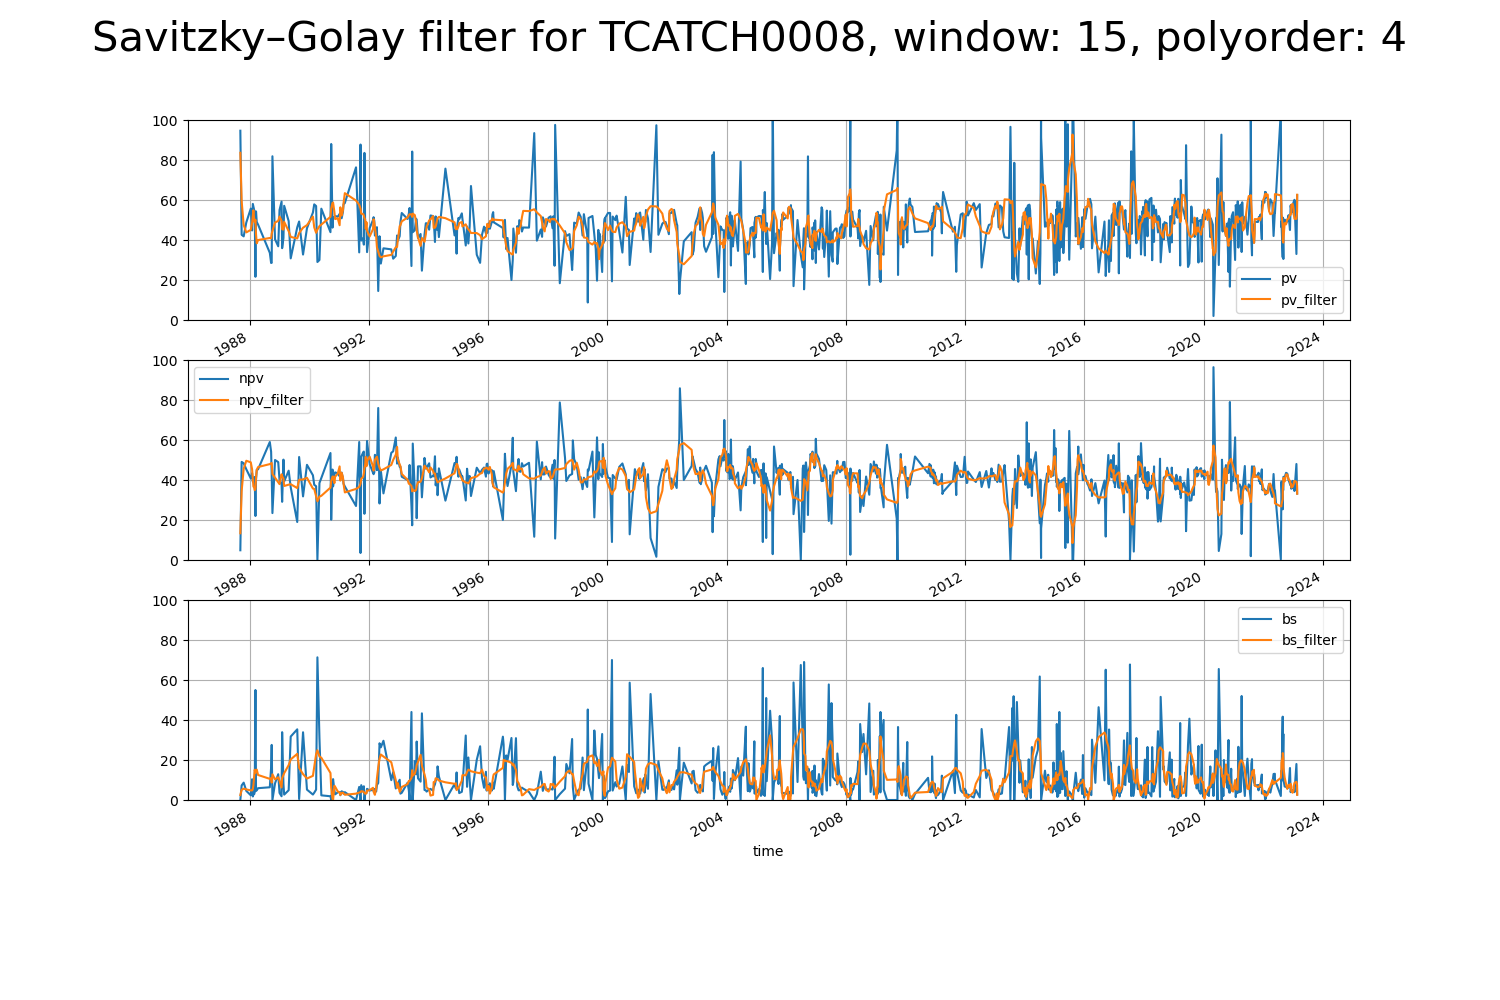 Savitzky–Golay filter for TCATCH0008, window: 15, polyorder: 4
100
80
60
40
20
0
pv
pv_filter
1988 1992 1996 2000 2004 2008 2012 2016 2020 2024
100
80
60
40
20
0
npv
npv_filter
1988 1992 1996 2000 2004 2008 2012 2016 2020 2024
100
80
60
40
20
0
bs
bs_filter
1988 1992 1996 2000 2004 2008 2012 2016 2020 2024
time